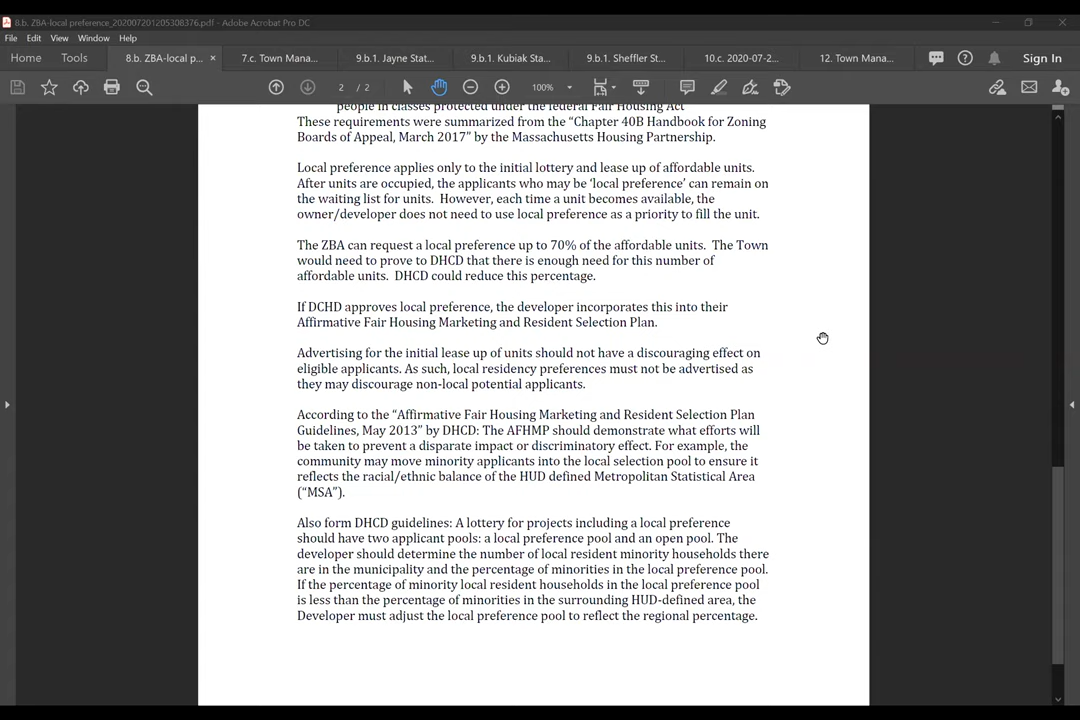 8.b. ZBA-local preference_202007201205308376.pdf - Adobe Acrobat Pro DC
File Edit View Window Help
Home Tools 8.b. ZBA-local p... × 7.c. Town Mana... 9.b.1. Jayne Stat... 9.b.1. Kubiak Sta... 9.b.1. Sheffler St... 10.c. 2020-07-2... 12. Town Mana... Sign In
2 / 2 100%
people in classes protected under the federal Fair Housing Act
These requirements were summarized from the “Chapter 40B Handbook for Zoning
Boards of Appeal, March 2017” by the Massachusetts Housing Partnership.
Local preference applies only to the initial lottery and lease up of affordable units.
After units are occupied, the applicants who may be ‘local preference’ can remain on
the waiting list for units. However, each time a unit becomes available, the
owner/developer does not need to use local preference as a priority to fill the unit.
The ZBA can request a local preference up to 70% of the affordable units. The Town
would need to prove to DHCD that there is enough need for this number of
affordable units. DHCD could reduce this percentage.
If DCHD approves local preference, the developer incorporates this into their
Affirmative Fair Housing Marketing and Resident Selection Plan.
Advertising for the initial lease up of units should not have a discouraging effect on
eligible applicants. As such, local residency preferences must not be advertised as
they may discourage non-local potential applicants.
According to the “Affirmative Fair Housing Marketing and Resident Selection Plan
Guidelines, May 2013” by DHCD: The AFHMP should demonstrate what efforts will
be taken to prevent a disparate impact or discriminatory effect. For example, the
community may move minority applicants into the local selection pool to ensure it
reflects the racial/ethnic balance of the HUD defined Metropolitan Statistical Area
(“MSA”).
Also form DHCD guidelines: A lottery for projects including a local preference
should have two applicant pools: a local preference pool and an open pool. The
developer should determine the number of local resident minority households there
are in the municipality and the percentage of minorities in the local preference pool.
If the percentage of minority local resident households in the local preference pool
is less than the percentage of minorities in the surrounding HUD-defined area, the
Developer must adjust the local preference pool to reflect the regional percentage.